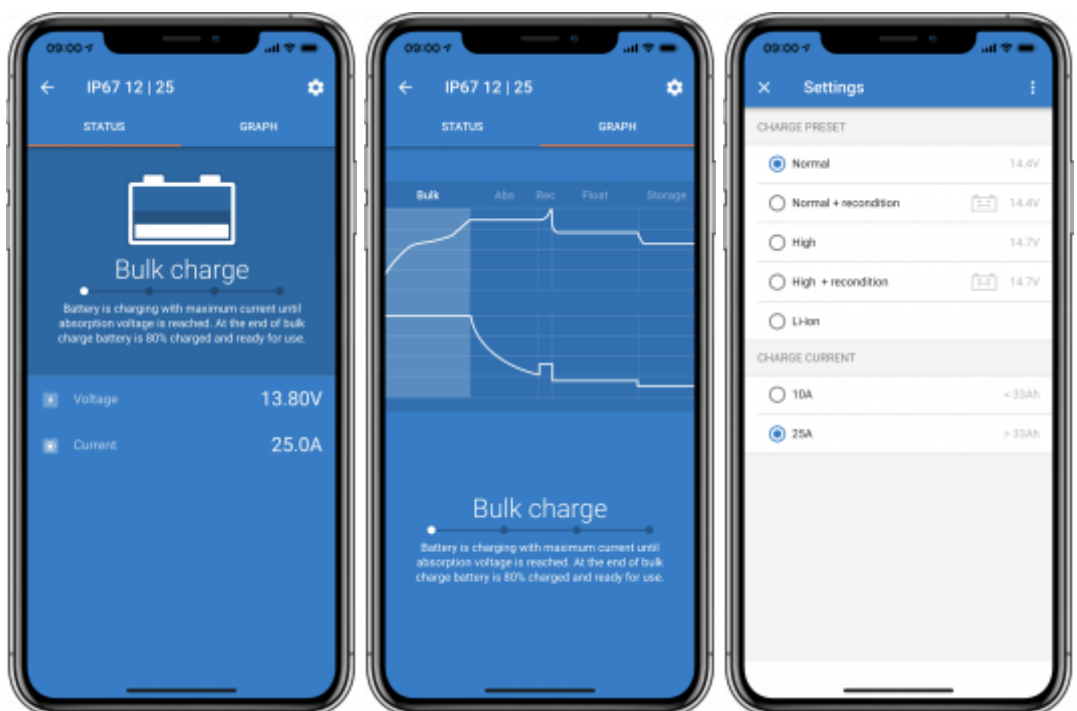 09:00
IP67 12 | 25
STATUS GRAPH
Bulk charge
Battery is charging with maximum current until
absorption voltage is reached. At the end of bulk
charge battery is 80% charged and ready for use.
Voltage 13.80V
Current 25.0A
09:00
IP67 12 | 25
STATUS GRAPH
Bulk Abs Rec Float Storage
Bulk charge
Battery is charging with maximum current until
absorption voltage is reached. At the end of bulk
charge battery is 80% charged and ready for use.
09:00
Settings
CHARGE PRESET
Normal 14.4V
Normal + recondition 14.4V
High 14.7V
High + recondition 14.7V
Li-ion
CHARGE CURRENT
10A < 33Ah
25A > 33Ah